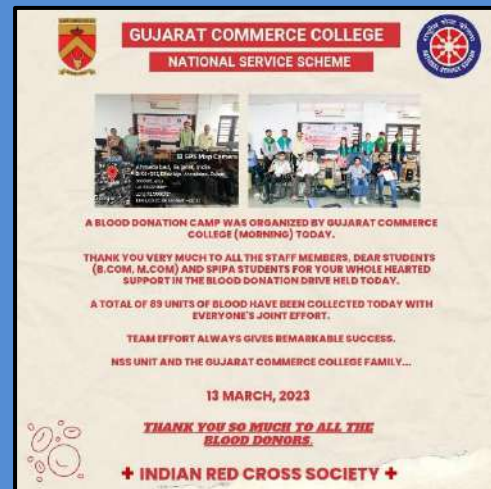 GUJARAT COMMERCE COLLEGE
NATIONAL SERVICE SCHEME
GPS Map Camera
A BLOOD DONATION CAMP WAS ORGANIZED BY GUJARAT COMMERCE
COLLEGE (MORNING) TODAY.
THANK YOU VERY MUCH TO ALL THE STAFF MEMBERS, DEAR STUDENTS
(B.COM, M.COM) AND SPIPA STUDENTS FOR YOUR WHOLE HEARTED
SUPPORT IN THE BLOOD DONATION DRIVE HELD TODAY.
A TOTAL OF 89 UNITS OF BLOOD HAVE BEEN COLLECTED TODAY WITH
EVERYONE'S JOINT EFFORT.
TEAM EFFORT ALWAYS GIVES REMARKABLE SUCCESS.
NSS UNIT AND THE GUJARAT COMMERCE COLLEGE FAMILY...
13 MARCH, 2023
THANK YOU SO MUCH TO ALL THE
BLOOD DONORS.
+ INDIAN RED CROSS SOCIETY +